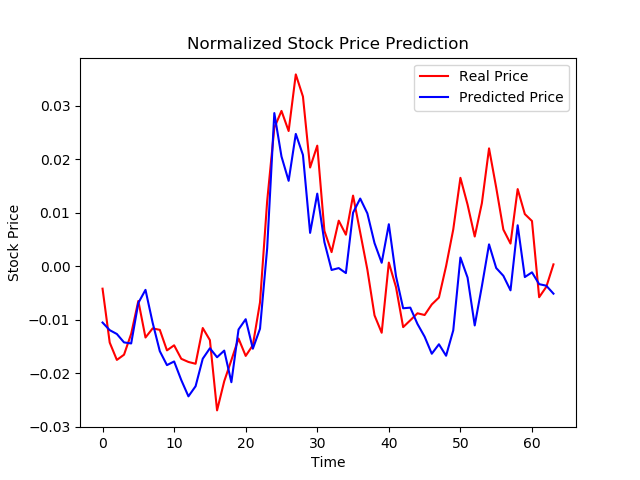 Normalized Stock Price Prediction
Real Price
Predicted Price
Stock Price
0.03
0.02
0.01
0.00
−0.01
−0.02
−0.03
0 10 20 30 40 50 60
Time